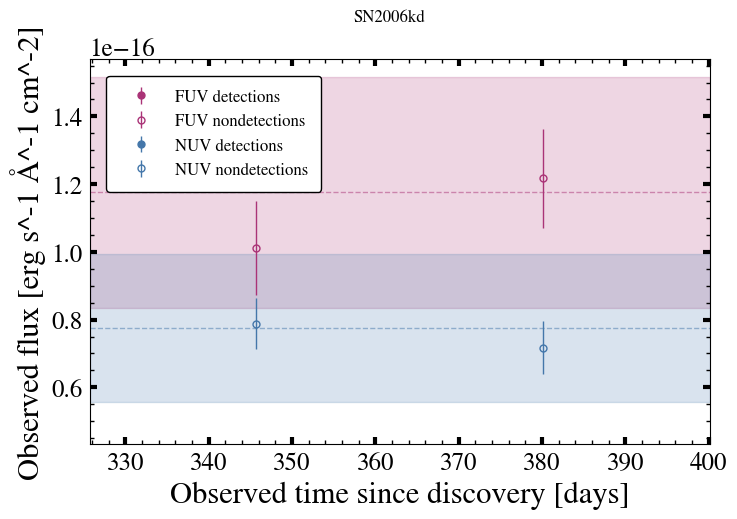 SN2006kd
1e−16
FUV detections
FUV nondetections
NUV detections
NUV nondetections
1.4
1.2
1.0
0.8
0.6
Observed flux [erg s^-1 Å^-1 cm^-2]
330 340 350 360 370 380 390 400
Observed time since discovery [days]